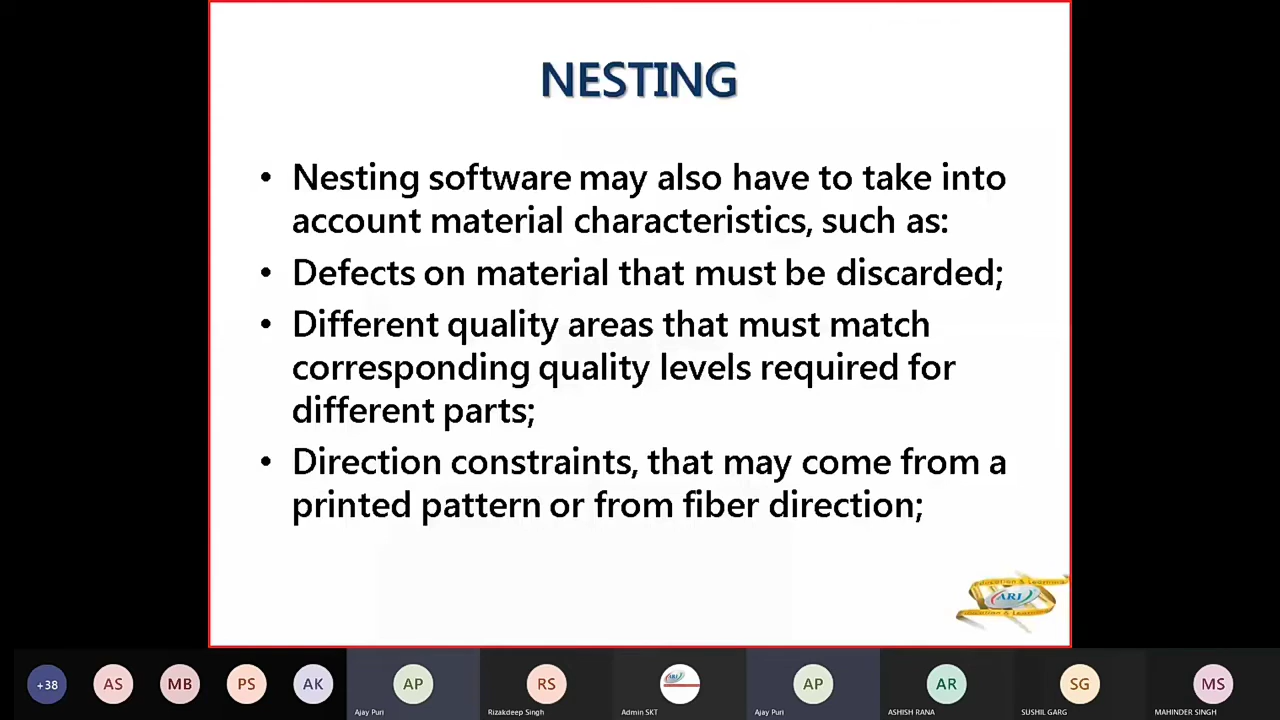 NESTING
• Nesting software may also have to take into
account material characteristics, such as:
• Defects on material that must be discarded;
• Different quality areas that must match
corresponding quality levels required for
different parts;
• Direction constraints, that may come from a
printed pattern or from fiber direction;
Education & Learning
ARI
+38
AS
MB
PS
AK
AP
RS
AP
AR
SG
MS
Ajay Puri
Rizakdeep Singh
Admin SKT
Ajay Puri
ASHISH RANA
SUSHIL GARG
MAHINDER SINGH